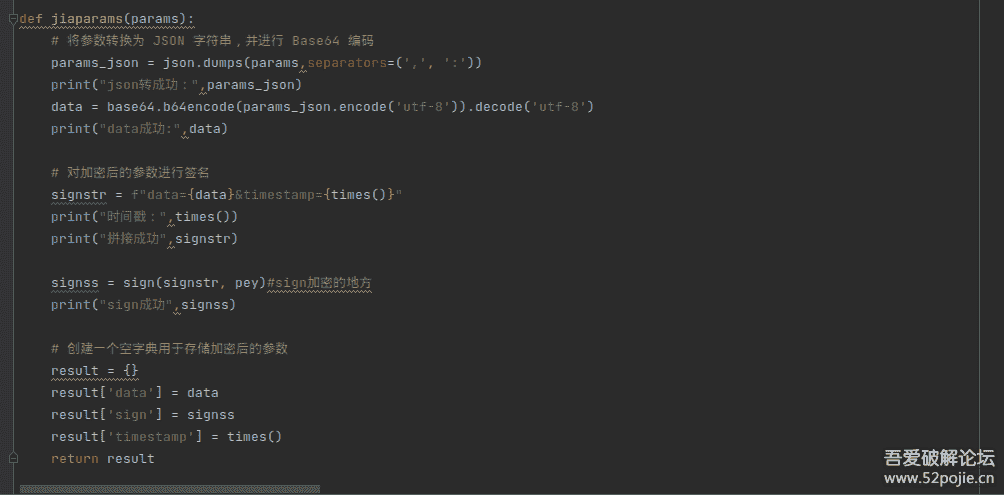 def jiaparams(params):
    # 将参数转换为 JSON 字符串，并进行 Base64 编码
    params_json = json.dumps(params,separators=(',', ':'))
    print("json转成功：",params_json)
    data = base64.b64encode(params_json.encode('utf-8')).decode('utf-8')
    print("data成功:",data)
    # 对加密后的参数进行签名
    signstr = f"data={data}&timestamp={times()}"
    print("时间戳：",times())
    print("拼接成功",signstr)
    signss = sign(signstr, pey)#sign加密的地方
    print("sign成功",signss)
    # 创建一个空字典用于存储加密后的参数
    result = {}
    result['data'] = data
    result['sign'] = signss
    result['timestamp'] = times()
    return result
吾爱破解论坛
www.52pojie.cn